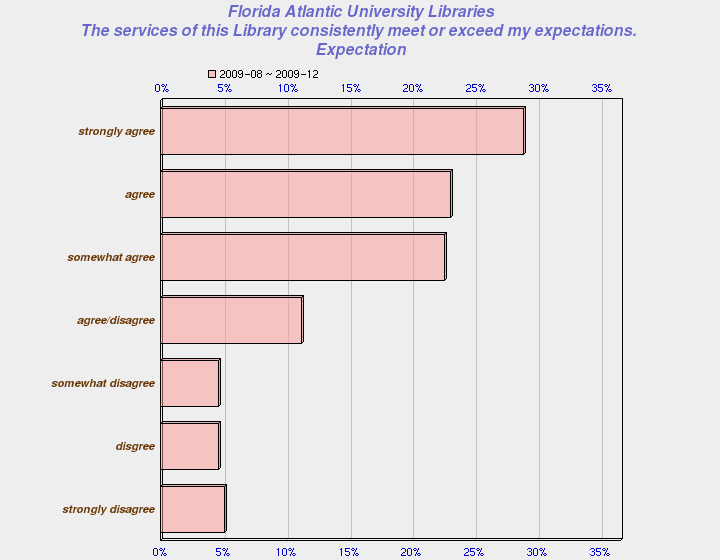 Florida Atlantic University Libraries
The services of this Library consistently meet or exceed my expectations.
Expectation
2009-08 ~ 2009-12
0% 5% 10% 15% 20% 25% 30% 35%
strongly agree
agree
somewhat agree
agree/disagree
somewhat disagree
disgree
strongly disagree
0% 5% 10% 15% 20% 25% 30% 35%